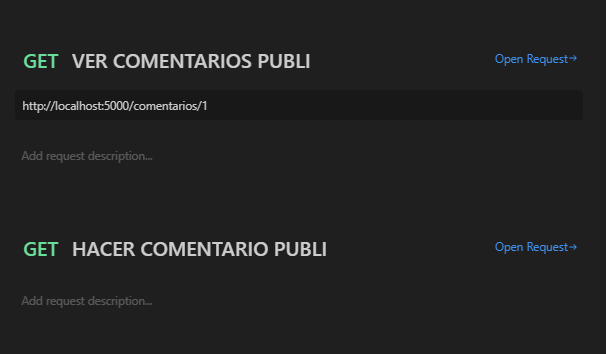 GET VER COMENTARIOS PUBLI Open Request→
http://localhost:5000/comentarios/1
Add request description...
GET HACER COMENTARIO PUBLI Open Request→
Add request description...